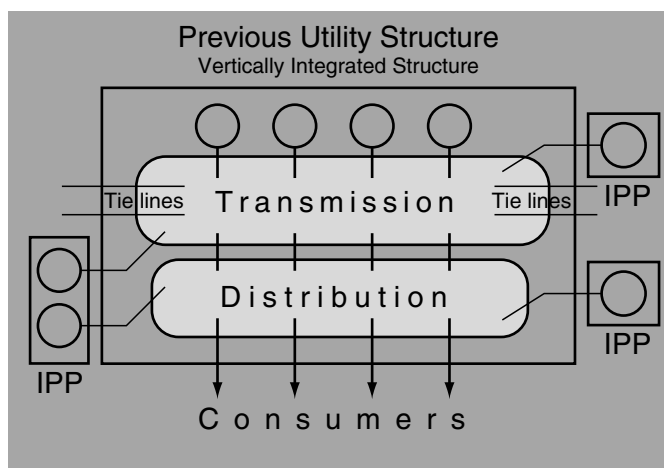 Previous Utility Structure
Vertically Integrated Structure
Tie lines
Transmission
Tie lines
IPP
Distribution
IPP
IPP
Consumers